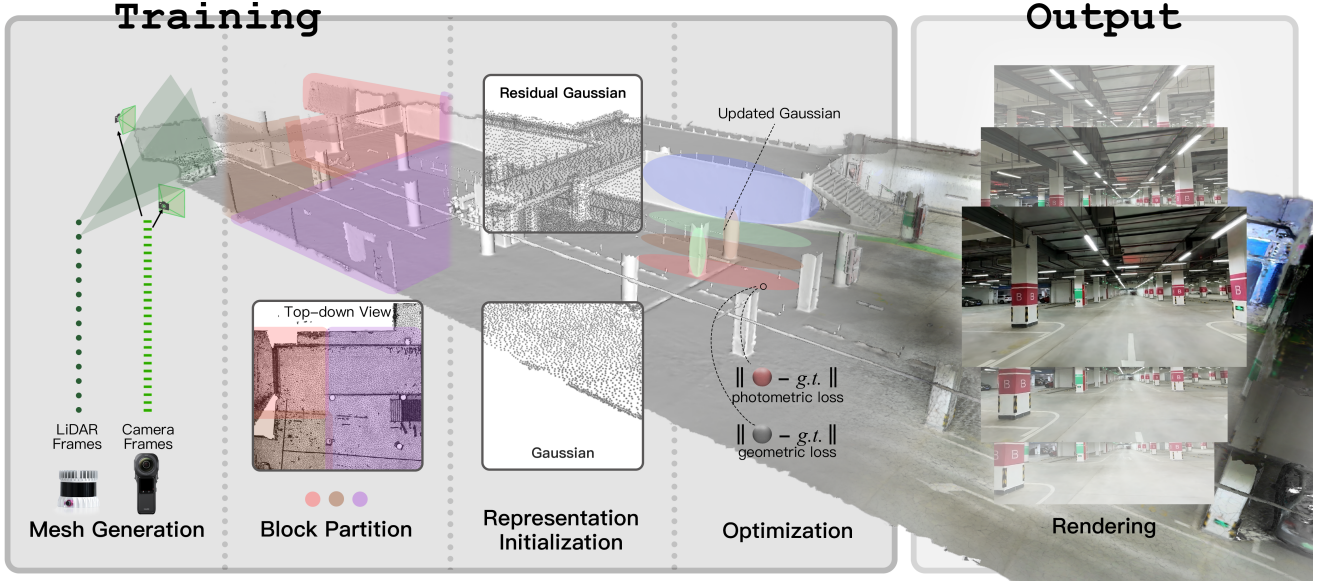 Training
Output
Residual Gaussian
Updated Gaussian
Top-down View
|| - g.t. ||
photometric loss
|| - g.t. ||
geometric loss
LiDAR
Frames
Camera
Frames
Gaussian
Mesh Generation
Block Partition
Representation
Initialization
Optimization
Rendering
B
B
B
B
B